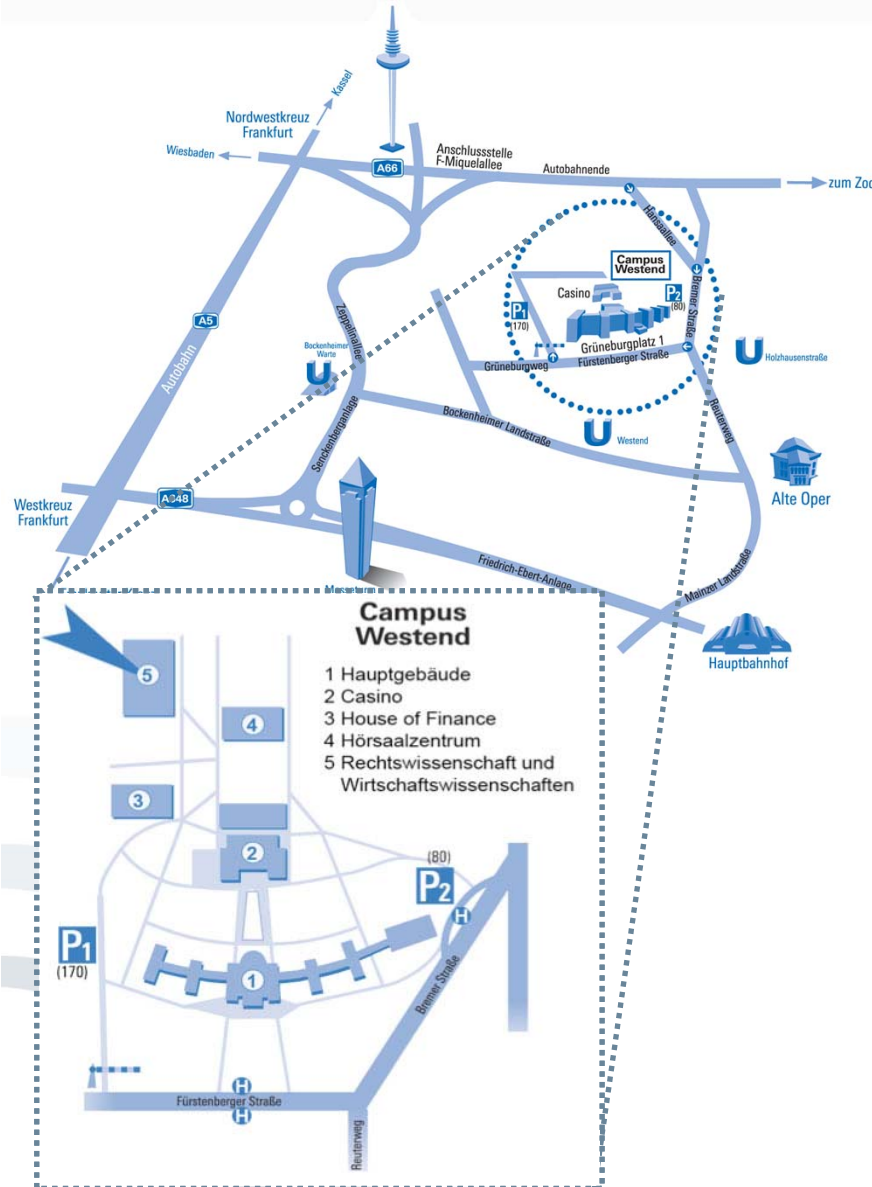 Kassel
Nordwestkreuz
Frankfurt
Wiesbaden
A66
Anschlussstelle
F-Miquelallee
Autobahnende
zum Zoo
Hansaallee
Campus
Westend
Casino
P1
(170)
P2
(80)
Bremer Straße
Grüneburgplatz 1
Fürstenberger Straße
Grüneburgweg
A5
Autobahn
Zeppelinallee
Bockenheimer
Warte
U
U
Holzhausenstraße
U
Westend
Reuterweg
Bockenheimer Landstraße
Senckenberganlage
Alte Oper
Westkreuz
Frankfurt
A648
Friedrich-Ebert-Anlage
Mainzer Landstraße
Hauptbahnhof
Campus
Westend
1 Hauptgebäude
2 Casino
3 House of Finance
4 Hörsaalzentrum
5 Rechtswissenschaft und
Wirtschaftswissenschaften
5
4
3
2
(80)
P2
H
P1
(170)
1
Bremer Straße
H
Fürstenberger Straße
H
Reuterweg